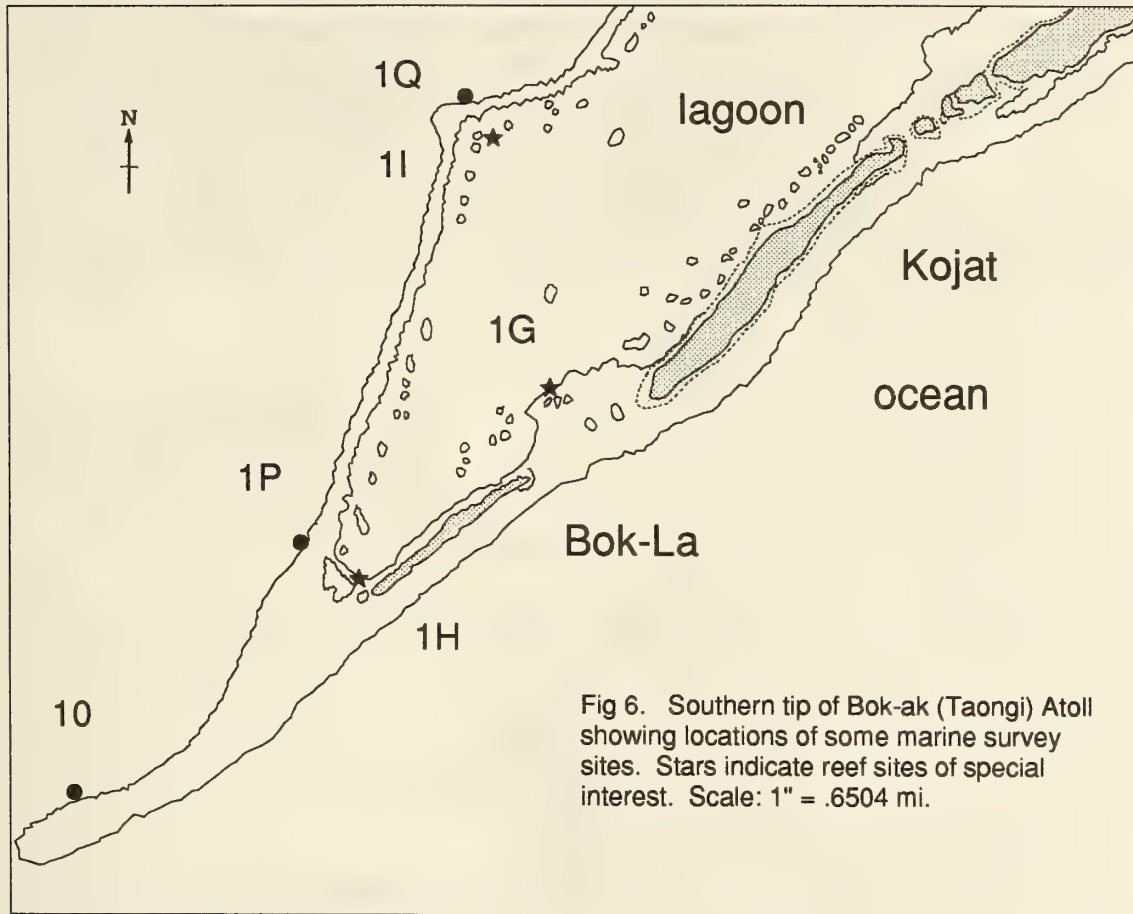 1Q
lagoon
N
1I
Kojat
1G
ocean
1P
Bok-La
1H
10
Fig 6. Southern tip of Bok-ak (Taongi) Atoll
showing locations of some marine survey
sites. Stars indicate reef sites of special
interest. Scale: 1" = .6504 mi.